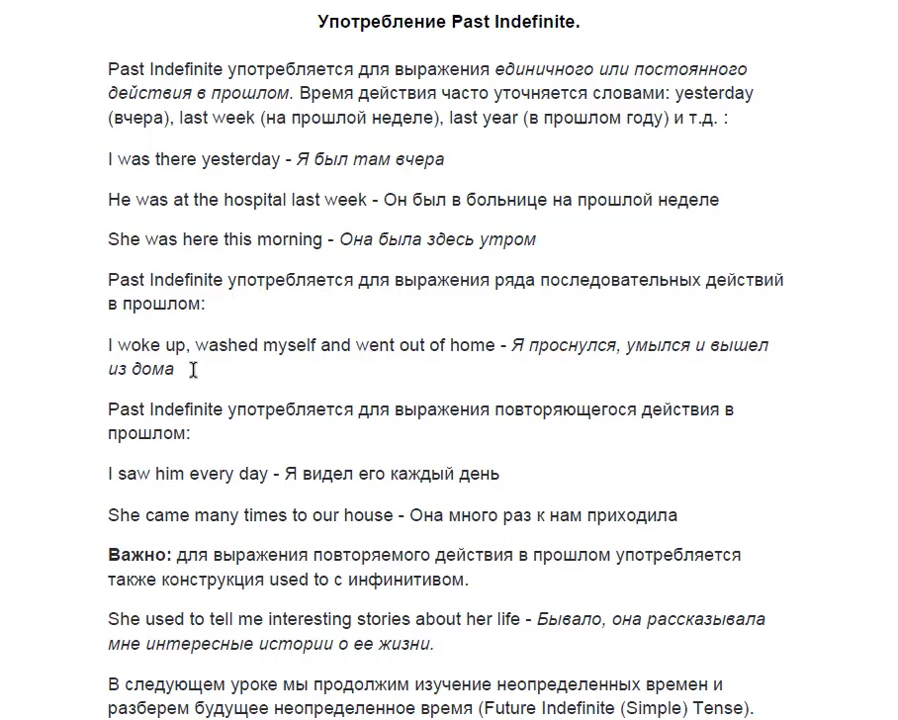 Употребление Past Indefinite.
Past Indefinite употребляется для выражения единичного или постоянного
действия в прошлом. Время действия часто уточняется словами: yesterday
(вчера), last week (на прошлой неделе), last year (в прошлом году) и т.д. :
I was there yesterday - Я был там вчера
He was at the hospital last week - Он был в больнице на прошлой неделе
She was here this morning - Она была здесь утром
Past Indefinite употребляется для выражения ряда последовательных действий
в прошлом:
I woke up, washed myself and went out of home - Я проснулся, умылся и вышел
из дома
Past Indefinite употребляется для выражения повторяющегося действия в
прошлом:
I saw him every day - Я видел его каждый день
She came many times to our house - Она много раз к нам приходила
Важно: для выражения повторяемого действия в прошлом употребляется
также конструкция used to с инфинитивом.
She used to tell me interesting stories about her life - Бывало, она рассказывала
мне интересные истории о ее жизни.
В следующем уроке мы продолжим изучение неопределенных времен и
разберем будущее неопределенное время (Future Indefinite (Simple) Tense).